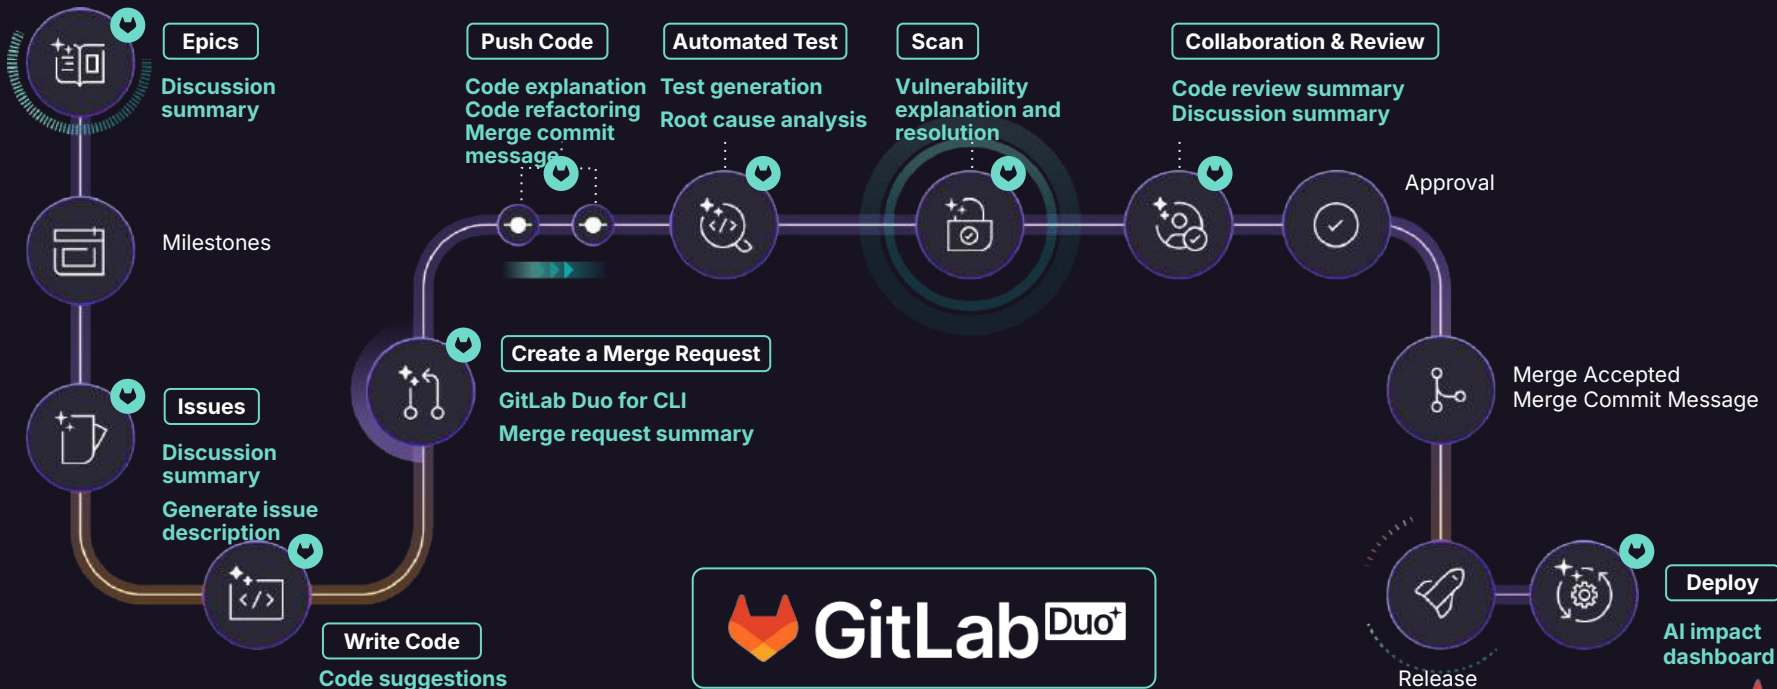 Epics
Discussion
summary
Milestones
Issues
Discussion
summary
Generate issue
description
Write Code
Code suggestions
Create a Merge Request
GitLab Duo for CLI
Merge request summary
Push Code
Code explanation
Code refactoring
Merge commit
message
Automated Test
Test generation
Root cause analysis
Scan
Vulnerability
explanation and
resolution
Collaboration & Review
Code review summary
Discussion summary
Approval
Merge Accepted
Merge Commit Message
Release
Deploy
AI impact
dashboard
GitLab Duo